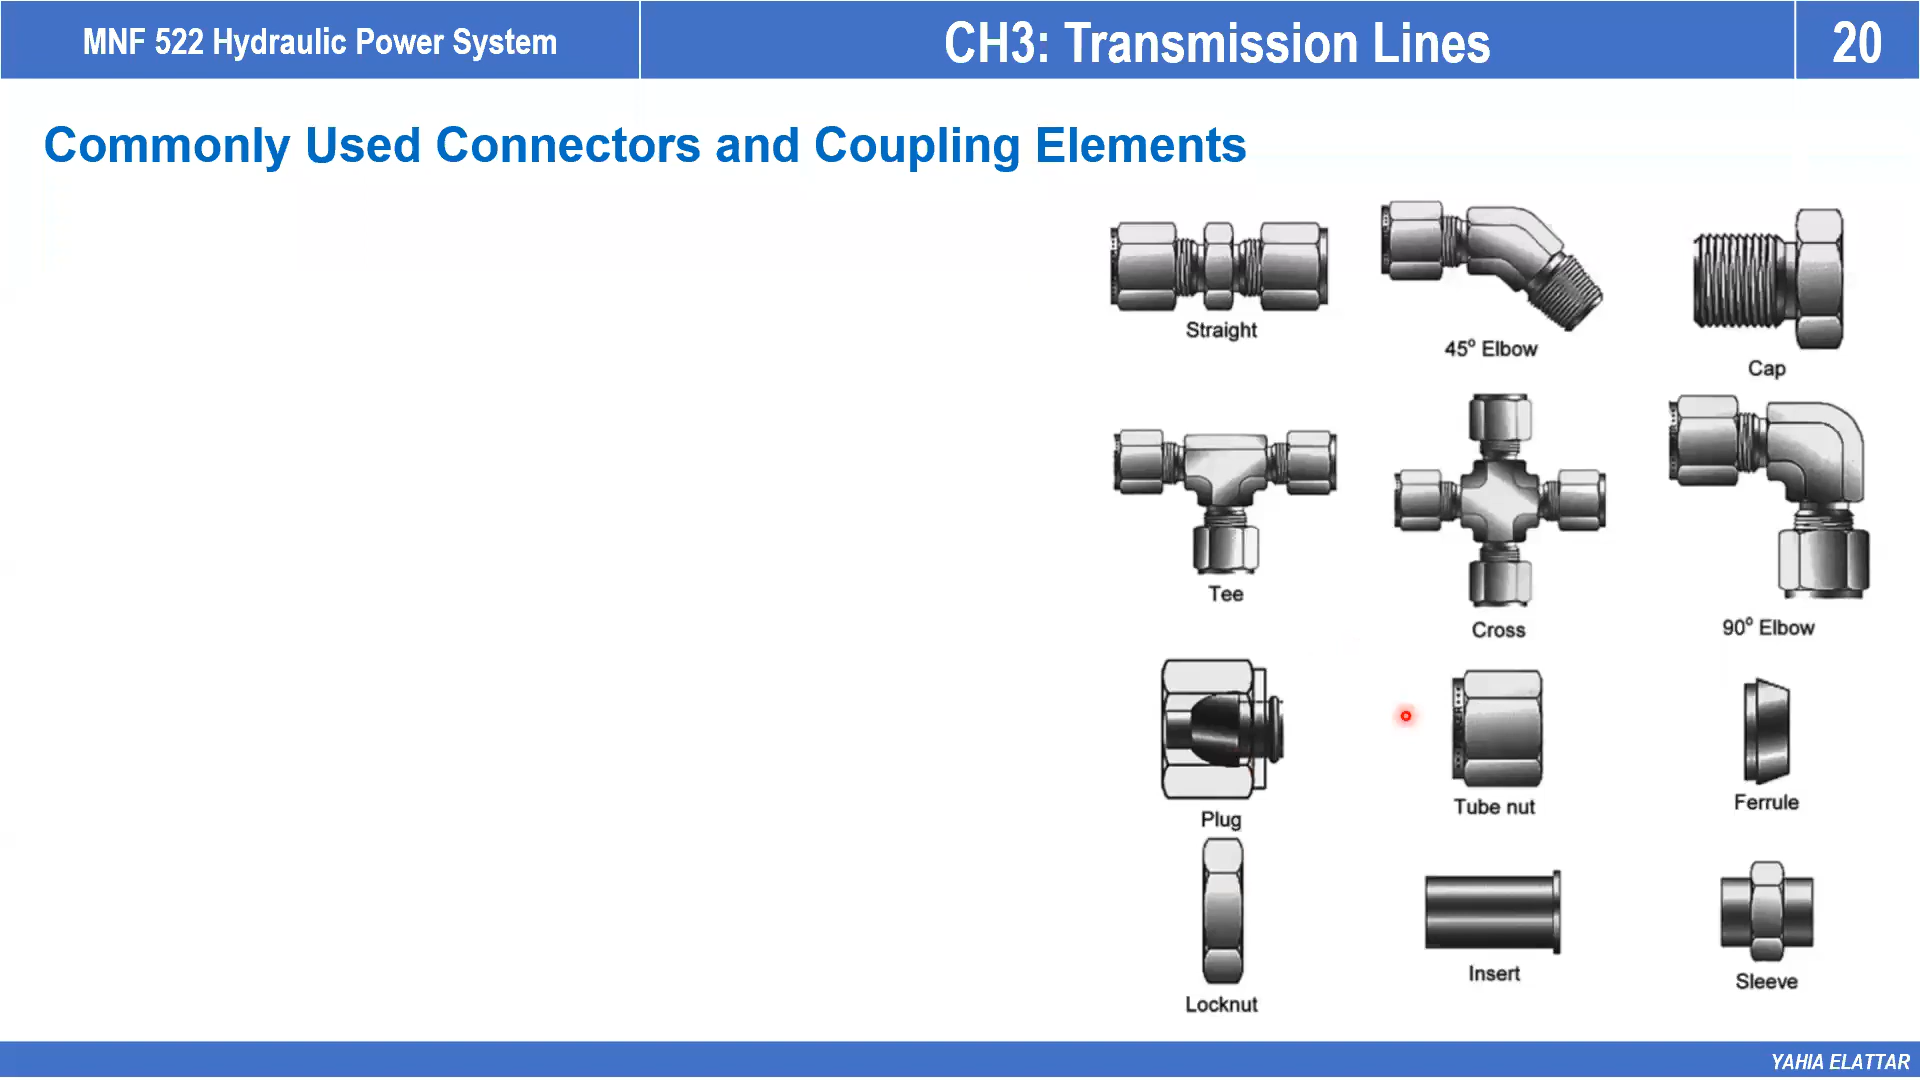 MNF 522 Hydraulic Power System
CH3: Transmission Lines
20
Commonly Used Connectors and Coupling Elements
Straight
45° Elbow
Cap
Tee
Cross
90° Elbow
Plug
Tube nut
Ferrule
Locknut
Insert
Sleeve
YAHIA ELATTAR